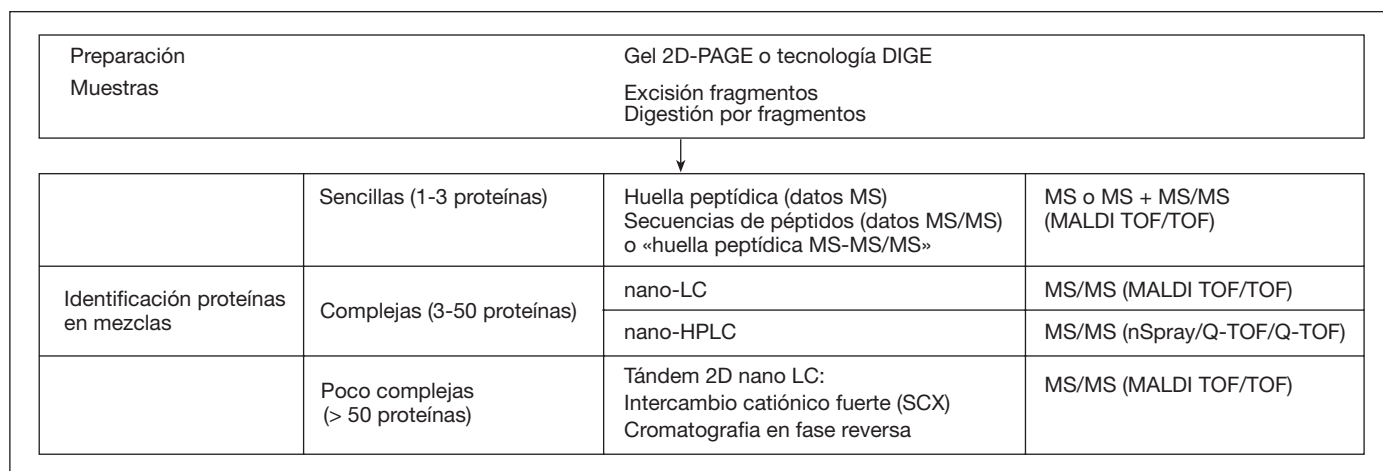 Preparación
Muestras
Gel 2D-PAGE o tecnología DIGE
Excisión fragmentos
Digestión por fragmentos
Identificación proteínas
en mezclas
Sencillas (1-3 proteínas)
Huella peptídica (datos MS)
Secuencias de péptidos (datos MS/MS)
o «huella peptídica MS-MS/MS»
MS o MS + MS/MS
(MALDI TOF/TOF)
Complejas (3-50 proteínas)
nano-LC
MS/MS (MALDI TOF/TOF)
nano-HPLC
MS/MS (nSpray/Q-TOF/Q-TOF)
Poco complejas
(> 50 proteínas)
Tándem 2D nano LC:
Intercambio catiónico fuerte (SCX)
Cromatografia en fase reversa
MS/MS (MALDI TOF/TOF)